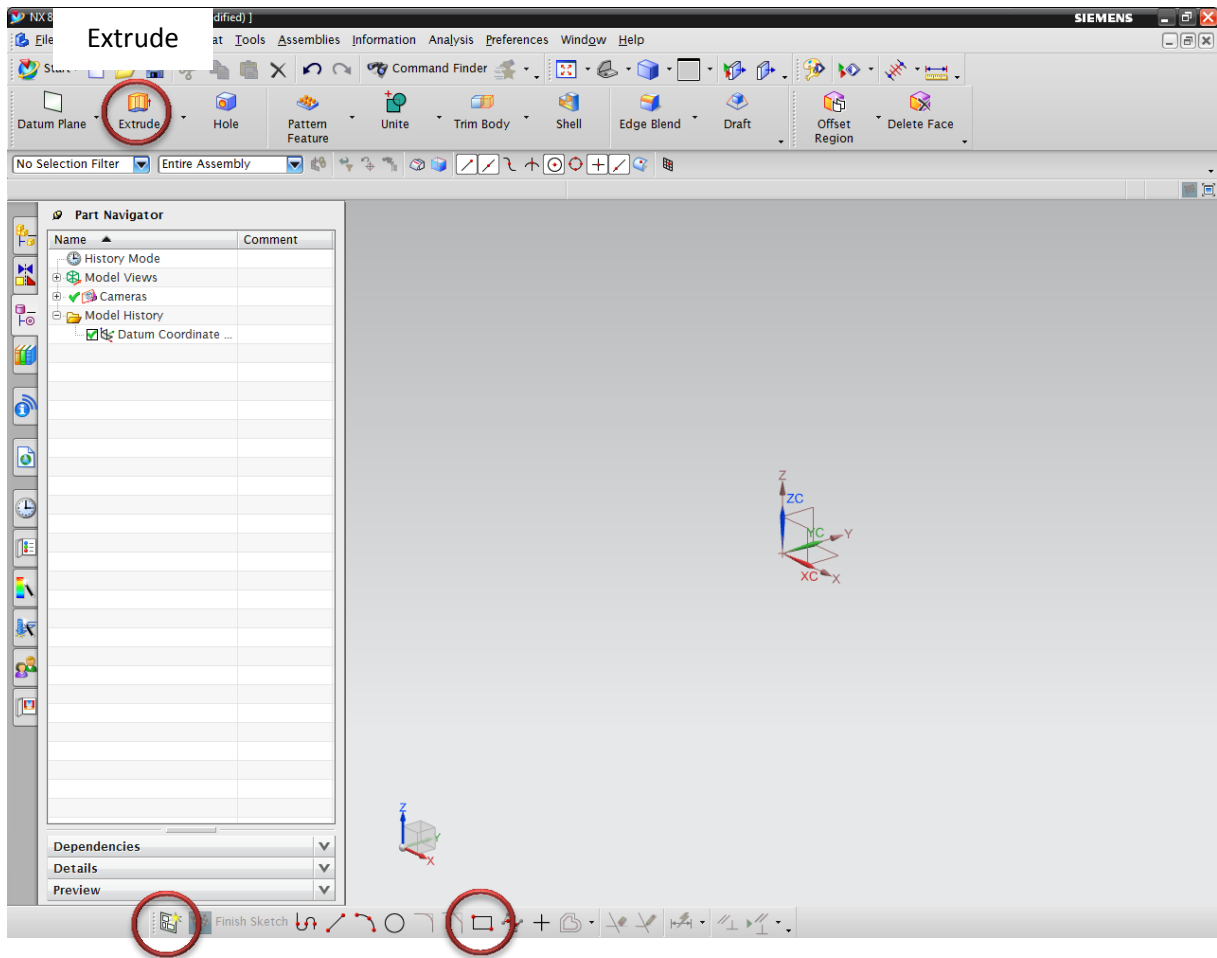 NX 8
dified) ]
SIEMENS
Extrude
File
at Tools Assemblies Information Analysis Preferences Window Help
Start
Command Finder
Datum Plane
Extrude
Hole
Pattern
Feature
Unite
Trim Body
Shell
Edge Blend
Draft
Offset
Region
Delete Face
No Selection Filter
Entire Assembly
Part Navigator
Name
Comment
History Mode
Model Views
Cameras
Model History
Datum Coordinate ...
Z
ZC
YC
Y
XC
X
Z
Y
X
Dependencies
Details
Preview
Finish Sketch